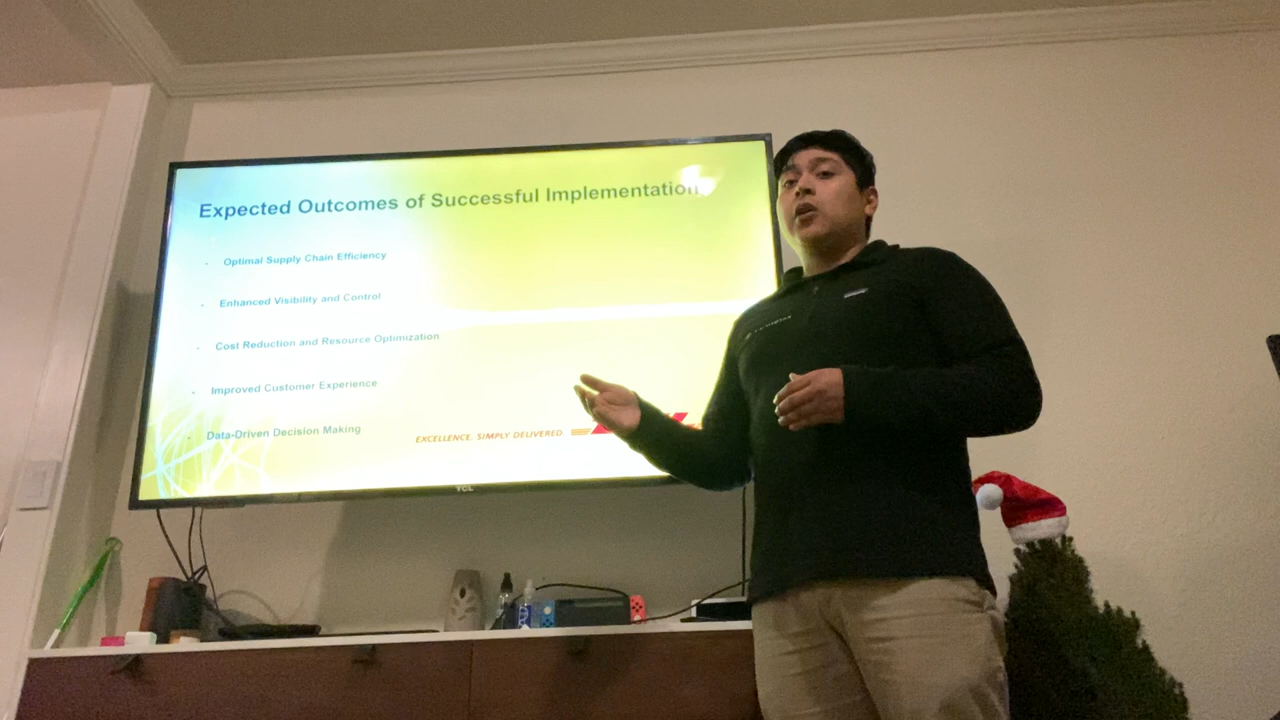 Expected Outcomes of Successful Implementation
Optimal Supply Chain Efficiency
Enhanced Visibility and Control
Cost Reduction and Resource Optimization
Improved Customer Experience
Data-Driven Decision Making
EXCELLENCE. SIMPLY DELIVERED.
TCL